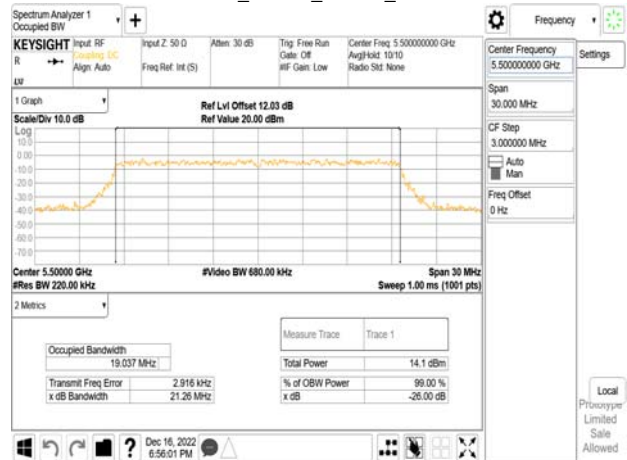 Spectrum Analyzer 1
Occupied BW
Frequency
KEYSIGHT
R
LW
Input: RF
Coupling: DC
Align: Auto
Input Z: 50 Ω
Freq Ref: Int (S)
Atten: 30 dB
Trig: Free Run
Gate: Off
#IF Gain: Low
Center Freq: 5.500000000 GHz
Avg|Hold: 10/10
Radio Std: None
Center Frequency
5.500000000 GHz
Settings
Span
30.000 MHz
CF Step
3.000000 MHz
Auto
Man
Freq Offset
0 Hz
1 Graph
Scale/Div 10.0 dB
Ref Lvl Offset 12.03 dB
Ref Value 20.00 dBm
Log
10.0
0.00
-10.0
-20.0
-30.0
-40.0
-50.0
-60.0
-70.0
Center 5.50000 GHz
#Video BW 680.00 kHz
Span 30 MHz
#Res BW 220.00 kHz
Sweep 1.00 ms (1001 pts)
2 Metrics
Measure Trace
Trace 1
Occupied Bandwidth
19.037 MHz
Total Power
14.1 dBm
Transmit Freq Error
2.916 kHz
% of OBW Power
99.00 %
x dB Bandwidth
21.26 MHz
x dB
-26.00 dB
Local
Prototype
Limited
Sale
Allowed
?
Dec 16, 2022
6:56:01 PM